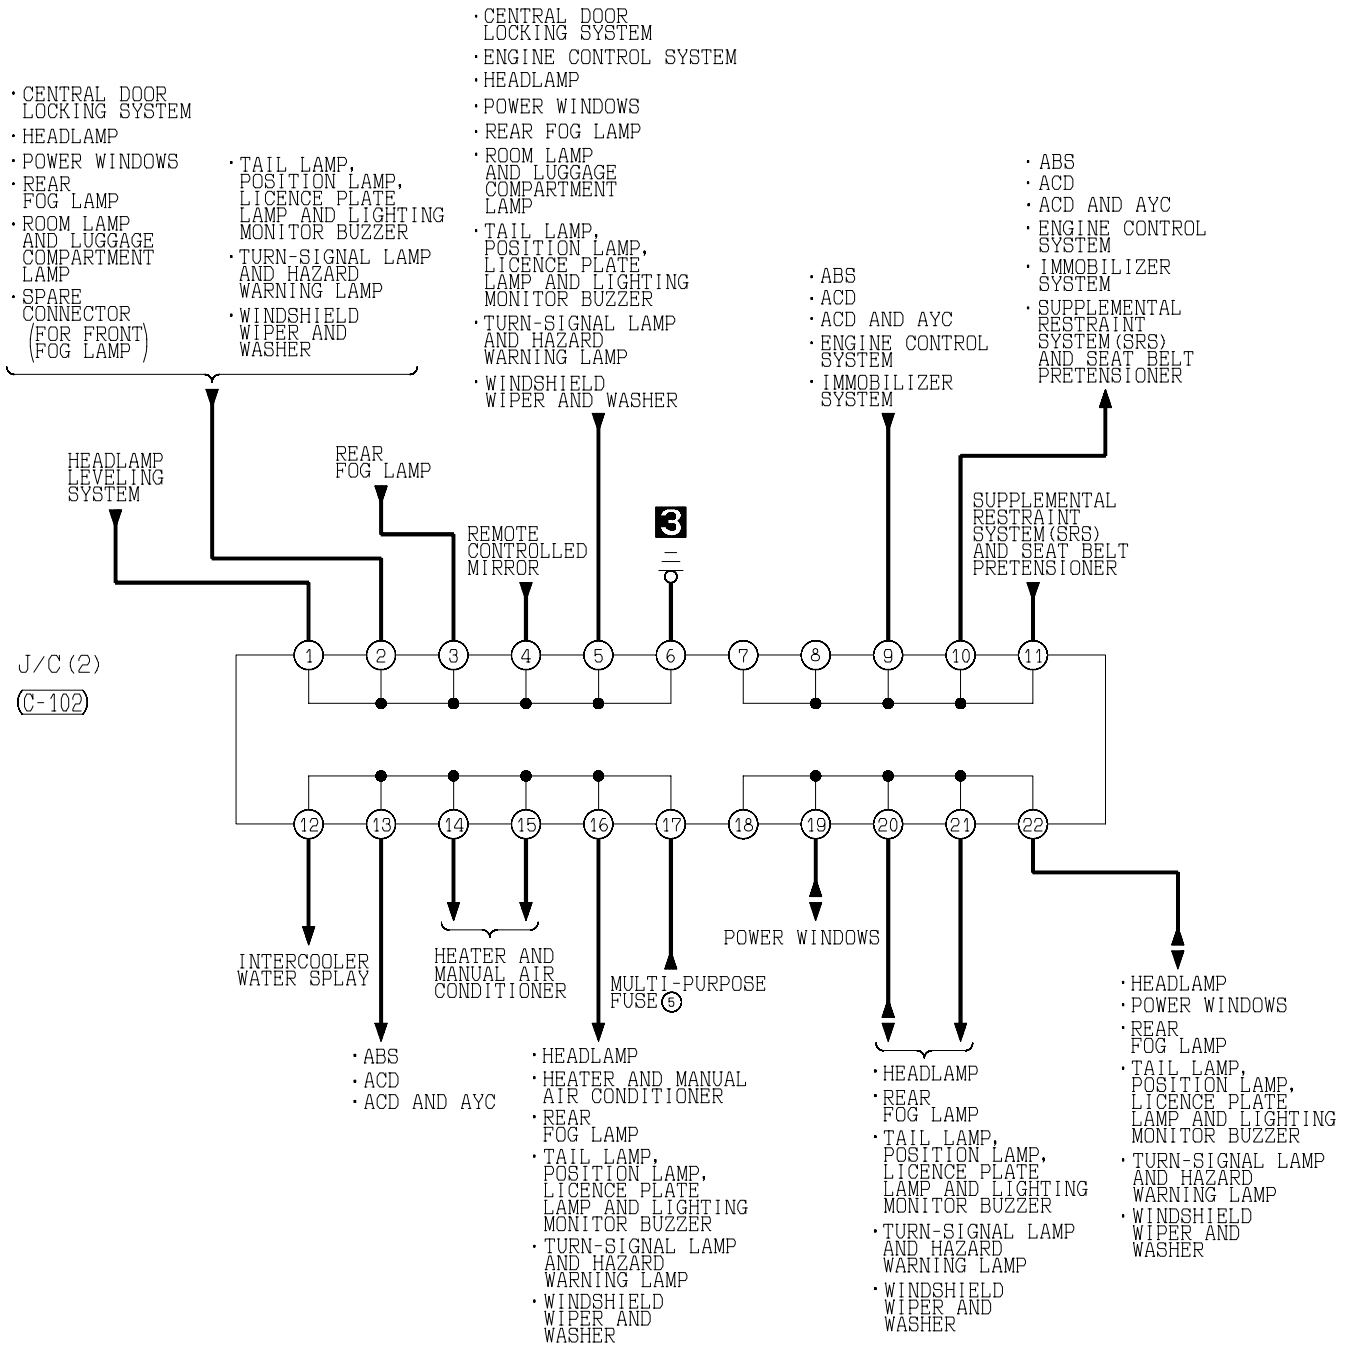 · CENTRAL DOOR
LOCKING SYSTEM
· HEADLAMP
· POWER WINDOWS
· REAR
FOG LAMP
· ROOM LAMP
AND LUGGAGE
COMPARTMENT
LAMP
· SPARE
CONNECTOR
(FOR FRONT
FOG LAMP)
· TAIL LAMP,
POSITION LAMP,
LICENCE PLATE
LAMP AND LIGHTING
MONITOR BUZZER
· TURN-SIGNAL LAMP
AND HAZARD
WARNING LAMP
· WINDSHIELD
WIPER AND
WASHER
· CENTRAL DOOR
LOCKING SYSTEM
· ENGINE CONTROL SYSTEM
· HEADLAMP
· POWER WINDOWS
· REAR FOG LAMP
· ROOM LAMP
AND LUGGAGE
COMPARTMENT
LAMP
· TAIL LAMP,
POSITION LAMP,
LICENCE PLATE
LAMP AND LIGHTING
MONITOR BUZZER
· TURN-SIGNAL LAMP
AND HAZARD
WARNING LAMP
· WINDSHIELD
WIPER AND WASHER
· ABS
· ACD
· ACD AND AYC
· ENGINE CONTROL
SYSTEM
· IMMOBILIZER
SYSTEM
· ABS
· ACD
· ACD AND AYC
· ENGINE CONTROL
SYSTEM
· IMMOBILIZER
SYSTEM
· SUPPLEMENTAL
RESTRAINT
SYSTEM(SRS)
AND SEAT BELT
PRETENSIONER
HEADLAMP
LEVELING
SYSTEM
REAR
FOG LAMP
REMOTE
CONTROLLED
MIRROR
3
SUPPLEMENTAL
RESTRAINT
SYSTEM(SRS)
AND SEAT BELT
PRETENSIONER
J/C(2)
C-102
1 2 3 4 5 6 7 8 9 10 11
12 13 14 15 16 17 18 19 20 21 22
INTERCOOLER
WATER SPLAY
· ABS
· ACD
· ACD AND AYC
HEATER AND
MANUAL AIR
CONDITIONER
· HEADLAMP
· HEATER AND MANUAL
AIR CONDITIONER
· REAR
FOG LAMP
· TAIL LAMP,
POSITION LAMP,
LICENCE PLATE
LAMP AND LIGHTING
MONITOR BUZZER
· TURN-SIGNAL LAMP
AND HAZARD
WARNING LAMP
· WINDSHIELD
WIPER AND
WASHER
MULTI-PURPOSE
FUSE 5
POWER WINDOWS
· HEADLAMP
· REAR
FOG LAMP
· TAIL LAMP,
POSITION LAMP,
LICENCE PLATE
LAMP AND LIGHTING
MONITOR BUZZER
· TURN-SIGNAL LAMP
AND HAZARD
WARNING LAMP
· WINDSHIELD
WIPER AND
WASHER
· HEADLAMP
· POWER WINDOWS
· REAR
FOG LAMP
· TAIL LAMP,
POSITION LAMP,
LICENCE PLATE
LAMP AND LIGHTING
MONITOR BUZZER
· TURN-SIGNAL LAMP
AND HAZARD
WARNING LAMP
· WINDSHIELD
WIPER AND
WASHER